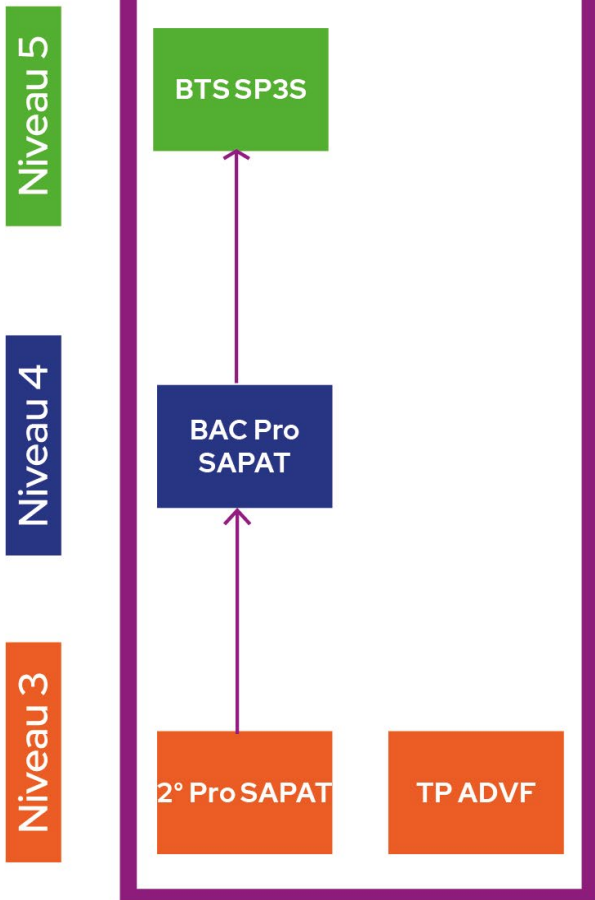 Niveau 5
BTS SP3S
Niveau 4
BAC Pro
SAPAT
Niveau 3
2° Pro SAPAT
TP ADVF